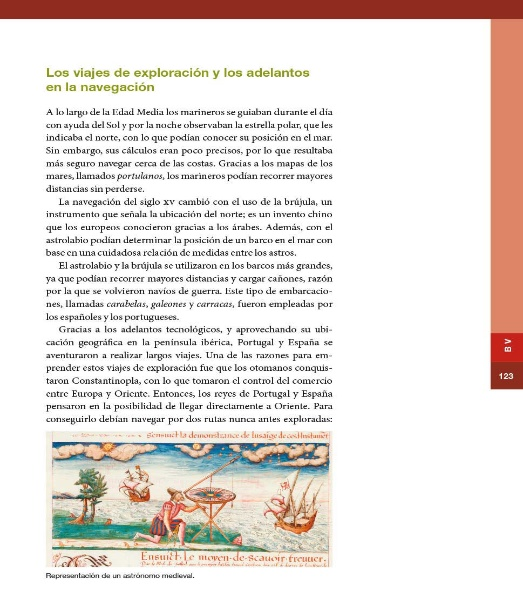 Los viajes de exploración y los adelantos
en la navegación
A lo largo de la Edad Media los marineros se guiaban durante el día
con ayuda del Sol y por la noche observaban la estrella polar, que les
indicaba el norte, con lo que podían conocer su posición en el mar.
Sin embargo, sus cálculos eran poco precisos, por lo que resultaba
más seguro navegar cerca de las costas. Gracias a los mapas de los
mares, llamados portulanos, los marineros podían recorrer mayores
distancias sin perderse.
La navegación del siglo XV cambió con el uso de la brújula, un
instrumento que señala la ubicación del norte; es un invento chino
que los europeos conocieron gracias a los árabes. Además, con el
astrolabio podían determinar la posición de un barco en el mar con
base en una cuidadosa relación de medidas entre los astros.
El astrolabio y la brújula se utilizaron en los barcos más grandes,
ya que podían recorrer mayores distancias y cargar cañones, razón
por la que se volvieron navíos de guerra. Este tipo de embarcacio-
nes, llamadas carabelas, galeones y carracas, fueron empleadas por
los españoles y los portugueses.
Gracias a los adelantos tecnológicos, y aprovechando su ubi-
cación geográfica en la península ibérica, Portugal y España se
aventuraron a realizar largos viajes. Una de las razones para em-
prender estos viajes de exploración fue que los otomanos conquis-
taron Constantinopla, con lo que tomaron el control del comercio
entre Europa y Oriente. Entonces, los reyes de Portugal y España
pensaron en la posibilidad de llegar directamente a Oriente. Para
conseguirlo debían navegar por dos rutas nunca antes exploradas:
B V
123
Ensuict la demonstrance de lusaige de
Ensuict Le moyen de scauoir trouuer.
Representación de un astrónomo medieval.